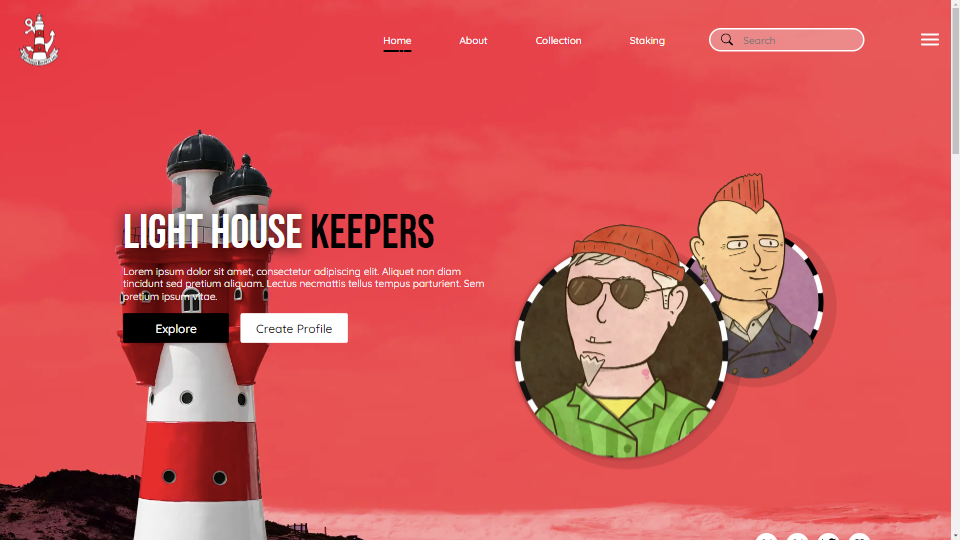 Home
About
Collection
Staking
Search
LIGHT HOUSE KEEPERS
Lorem ipsum dolor sit amet, consectetur adipiscing elit. Aliquet non diam
tincidunt sed pretium aliquam. Lectus necmattis tellus tempus parturient. Sem
pretium ipsum vitae.
Explore
Create Profile